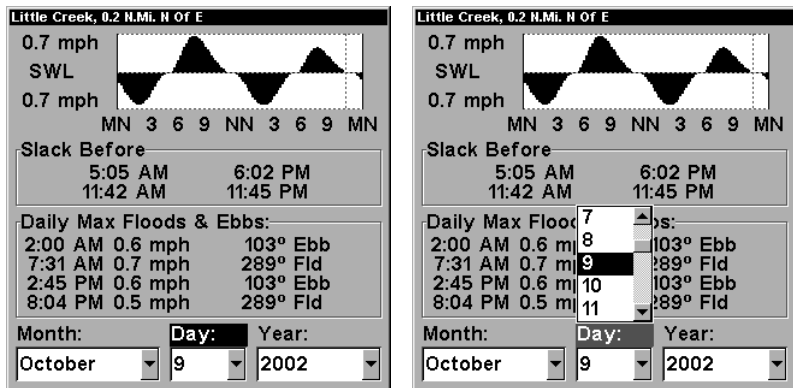 Little Creek, 0.2 N.Mi. N Of E
0.7 mph
SWL
0.7 mph
MN 3 6 9 NN 3 6 9 MN
Slack Before
5:05 AM 6:02 PM
11:42 AM 11:45 PM
Daily Max Floods & Ebbs:
2:00 AM 0.6 mph 103º Ebb
7:31 AM 0.7 mph 289º Fld
2:45 PM 0.6 mph 103º Ebb
8:04 PM 0.5 mph 289º Fld
Month: Day: Year:
October 9 2002
Little Creek, 0.2 N.Mi. N Of E
0.7 mph
SWL
0.7 mph
MN 3 6 9 NN 3 6 9 MN
Slack Before
5:05 AM 6:02 PM
11:42 AM 11:45 PM
7
8
9
10
11
Daily Max Floo bs:
2:00 AM 0.6 m 103º Ebb
7:31 AM 0.7 m 289º Fld
2:45 PM 0.6 m 103º Ebb
8:04 PM 0.5 m 289º Fld
Month: Day: Year:
October 9 2002